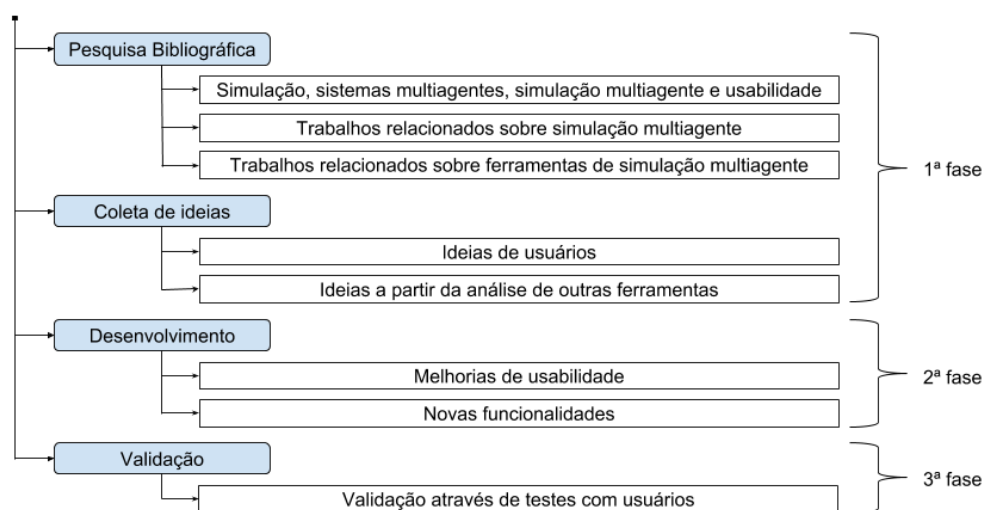 Pesquisa Bibliográfica
Simulação, sistemas multiagentes, simulação multiagente e usabilidade
Trabalhos relacionados sobre simulação multiagente
Trabalhos relacionados sobre ferramentas de simulação multiagente
1ª fase
Coleta de ideias
Ideias de usuários
Ideias a partir da análise de outras ferramentas
Desenvolvimento
Melhorias de usabilidade
2ª fase
Novas funcionalidades
Validação
3ª fase
Validação através de testes com usuários